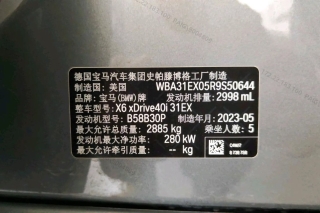 德国宝马汽车集团史帕滕博格工厂制造
制造国：美国 WBA31EX05R9S50644
品牌：宝马(BMW)牌 发动机排量：2998 mL
整车型号：X6 xDrive40i 31EX
发动机型号：B5BB30P 制造年月：2023-05
最大允许总质量：2885 kg 乘坐人数：5
发动机最大净功率：280 kW
最大允许牵引质量：-- kg